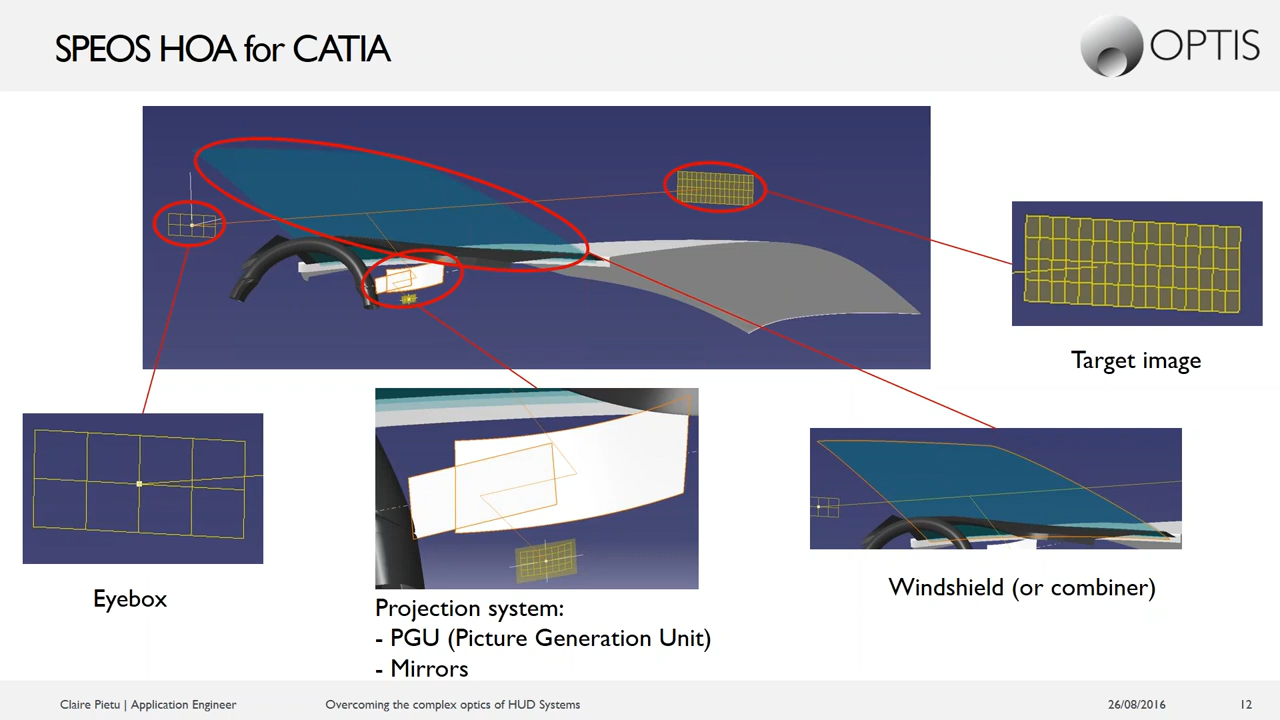 SPEOS HOA for CATIA
OPTIS
Target image
Eyebox
Windshield (or combiner)
Projection system:
- PGU (Picture Generation Unit)
- Mirrors
Claire Pietu | Application Engineer
Overcoming the complex optics of HUD Systems
26/08/2016
12